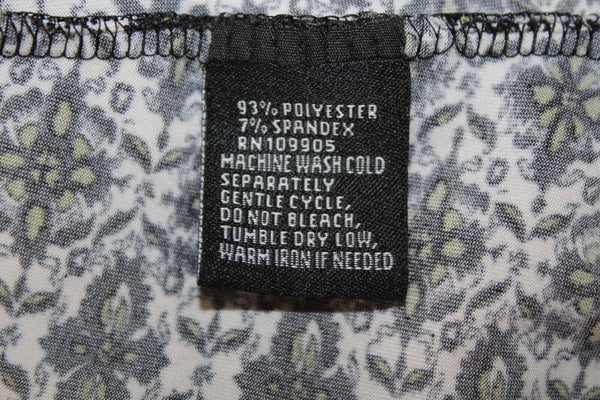 93% POLYESTER
7% SPANDEX
RN109905
MACHINE WASH COLD
SEPARATELY
GENTLE CYCLE,
DO NOT BLEACH,
TUMBLE DRY LOW,
WARM IRON IF NEEDED